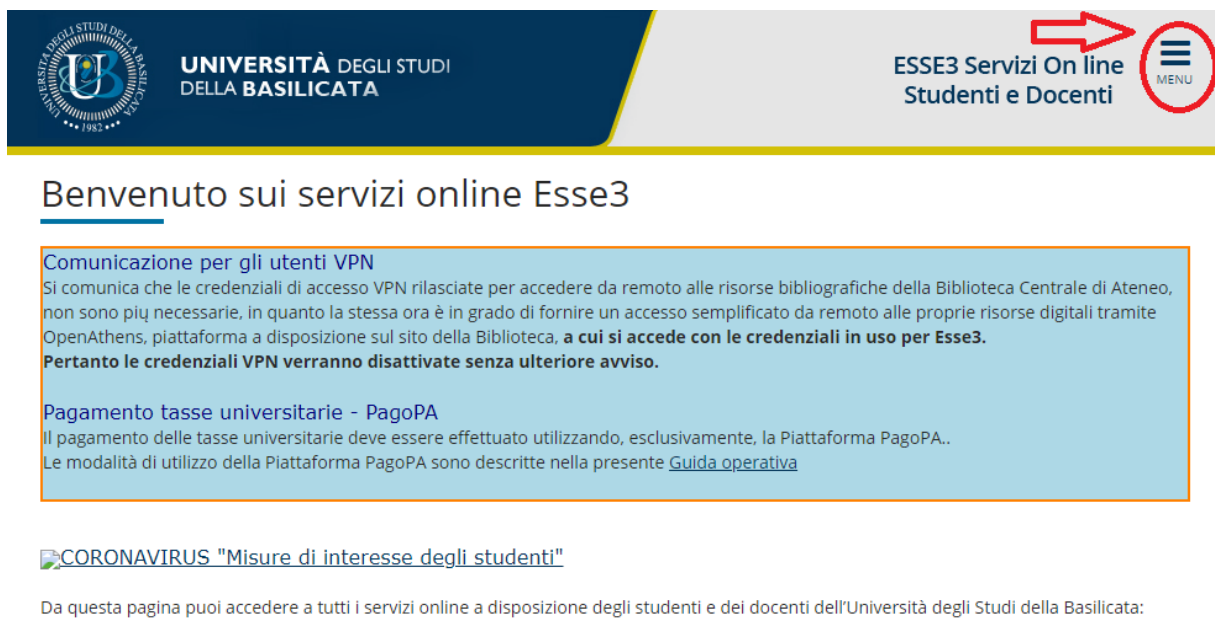 UNIVERSITÀ DEGLI STUDI DELLA BASILICATA
••• 1982 •••
UNIVERSITÀ DEGLI STUDI
DELLA BASILICATA
ESSE3 Servizi On line
Studenti e Docenti
MENU
Benvenuto sui servizi online Esse3
Comunicazione per gli utenti VPN
Si comunica che le credenziali di accesso VPN rilasciate per accedere da remoto alle risorse bibliografiche della Biblioteca Centrale di Ateneo,
non sono pių necessarie, in quanto la stessa ora è in grado di fornire un accesso semplificato da remoto alle proprie risorse digitali tramite
OpenAthens, piattaforma a disposizione sul sito della Biblioteca, a cui si accede con le credenziali in uso per Esse3.
Pertanto le credenziali VPN verranno disattivate senza ulteriore avviso.
Pagamento tasse universitarie - PagoPA
Il pagamento delle tasse universitarie deve essere effettuato utilizzando, esclusivamente, la Piattaforma PagoPA..
Le modalità di utilizzo della Piattaforma PagoPA sono descritte nella presente Guida operativa
CORONAVIRUS "Misure di interesse degli studenti"
Da questa pagina puoi accedere a tutti i servizi online a disposizione degli studenti e dei docenti dell'Università degli Studi della Basilicata: